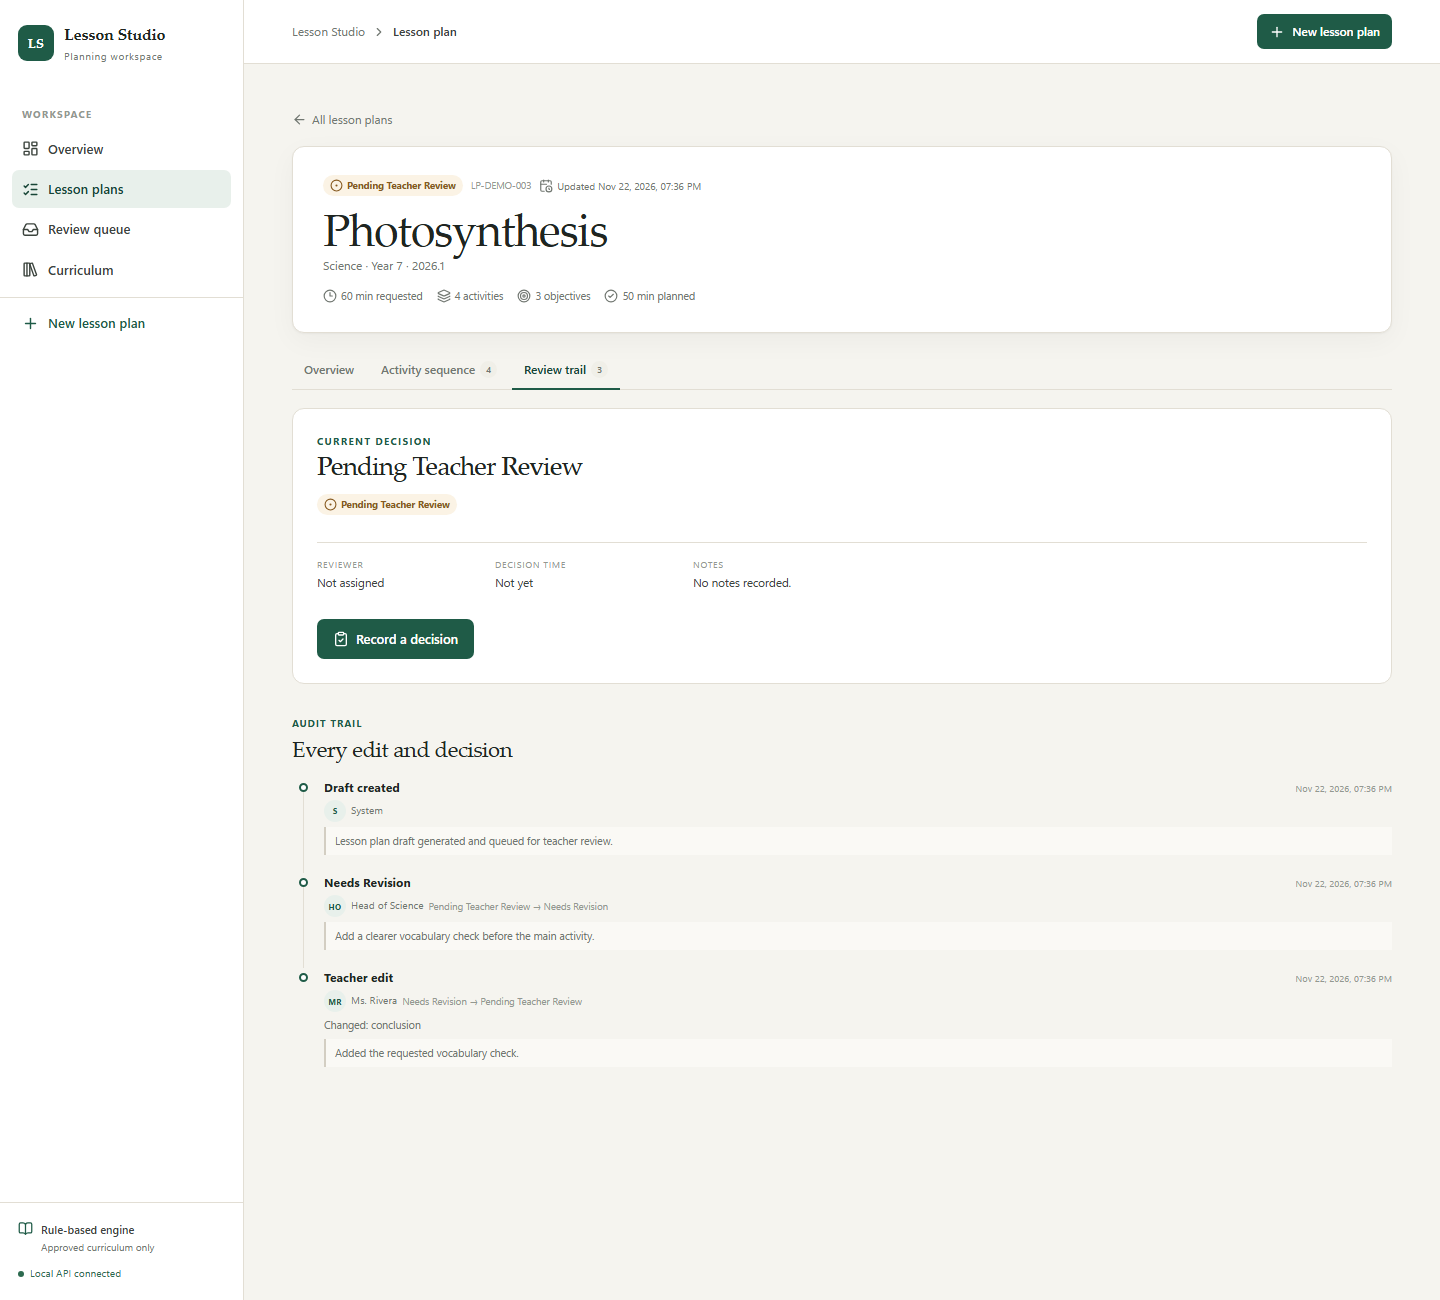 LS
Lesson Studio
Planning workspace
WORKSPACE
Overview
Lesson plans
Review queue
Curriculum
New lesson plan
Rule-based engine
Approved curriculum only
Local API connected
Lesson Studio > Lesson plan
New lesson plan
All lesson plans
Pending Teacher Review LP-DEMO-003 Updated Nov 22, 2026, 07:36 PM
Photosynthesis
Science · Year 7 · 2026.1
60 min requested 4 activities 3 objectives 50 min planned
Overview Activity sequence 4 Review trail 3
CURRENT DECISION
Pending Teacher Review
Pending Teacher Review
REVIEWER DECISION TIME NOTES
Not assigned Not yet No notes recorded.
Record a decision
AUDIT TRAIL
Every edit and decision
Draft created Nov 22, 2026, 07:36 PM
S System
Lesson plan draft generated and queued for teacher review.
Needs Revision Nov 22, 2026, 07:36 PM
HO Head of Science Pending Teacher Review → Needs Revision
Add a clearer vocabulary check before the main activity.
Teacher edit Nov 22, 2026, 07:36 PM
MR Ms. Rivera Needs Revision → Pending Teacher Review
Changed: conclusion
Added the requested vocabulary check.